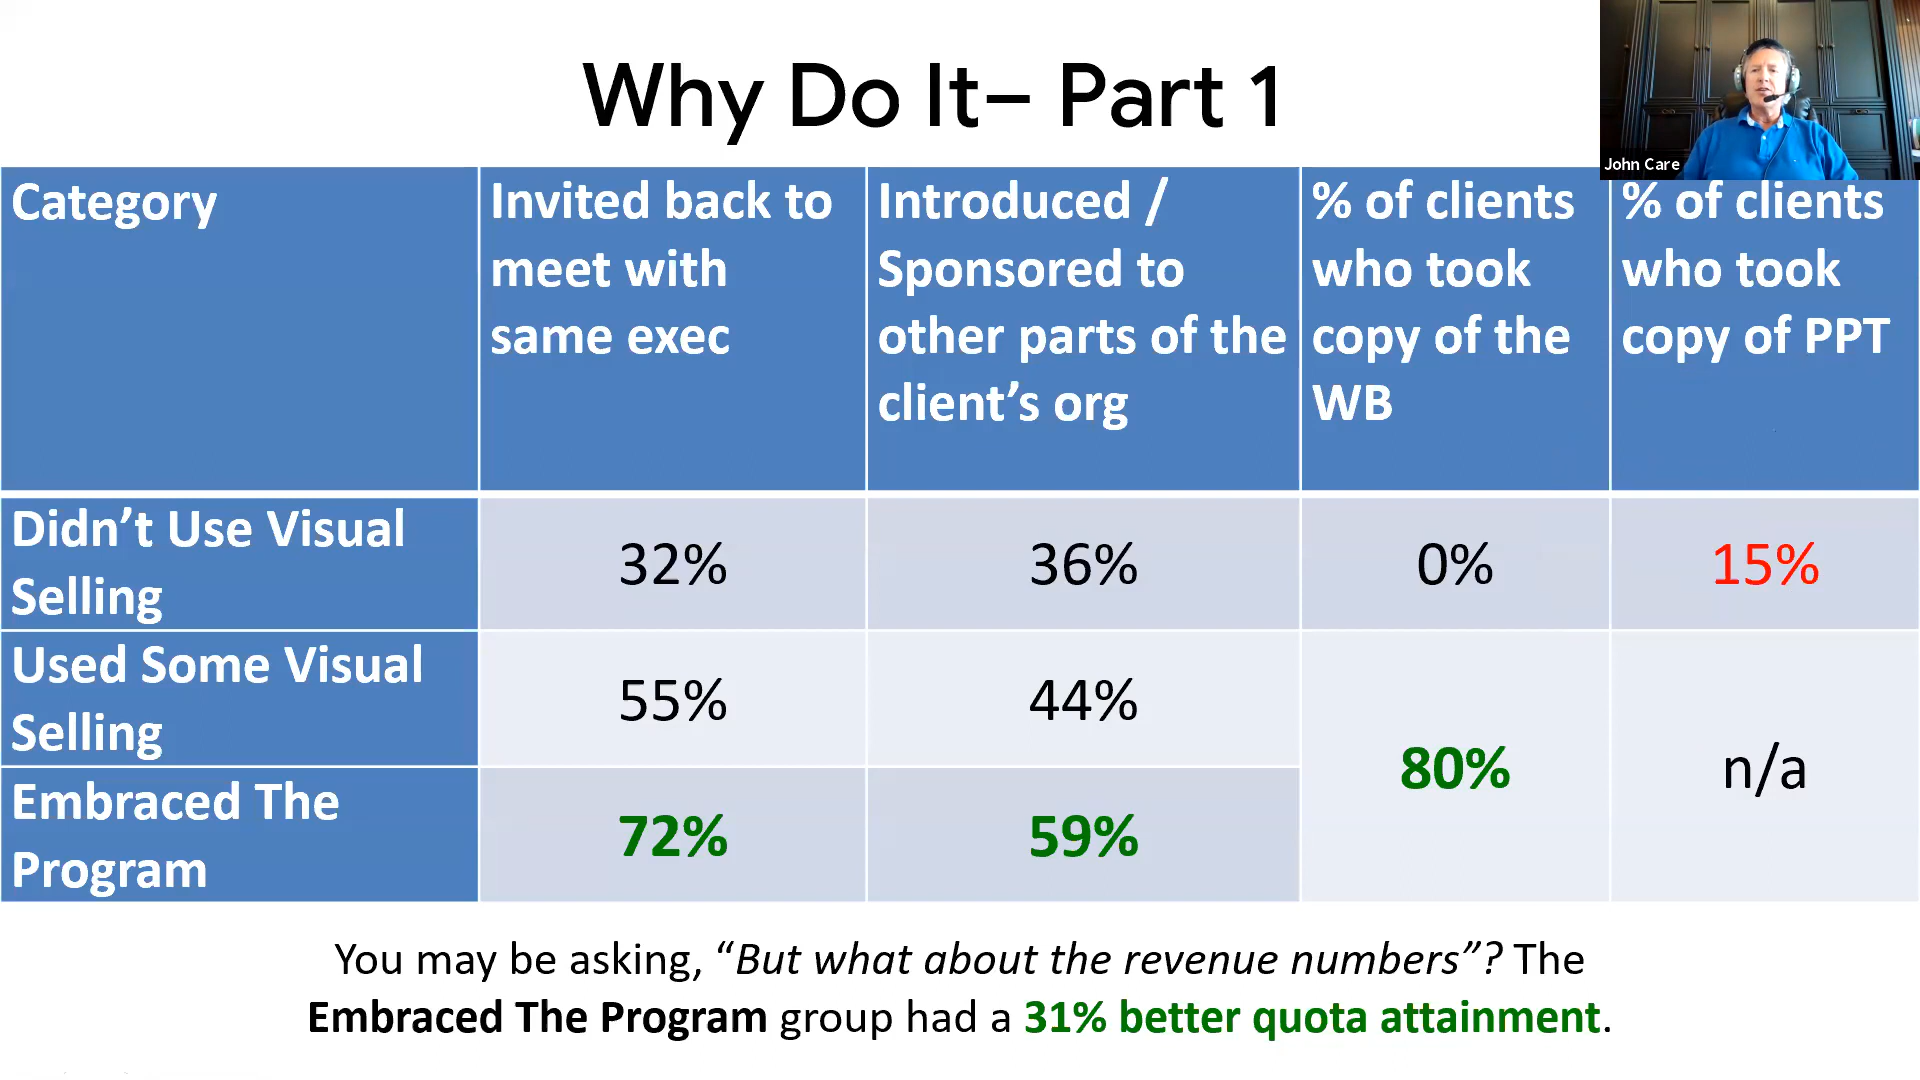 Why Do It– Part 1
John Care
Category
Invited back to
meet with
same exec
Introduced /
Sponsored to
other parts of the
client’s org
% of clients
who took
copy of the
WB
% of clients
who took
copy of PPT
Didn’t Use Visual
Selling
32%
36%
0%
15%
Used Some Visual
Selling
55%
44%
80%
n/a
Embraced The
Program
72%
59%
You may be asking, “But what about the revenue numbers”? The
Embraced The Program group had a 31% better quota attainment.